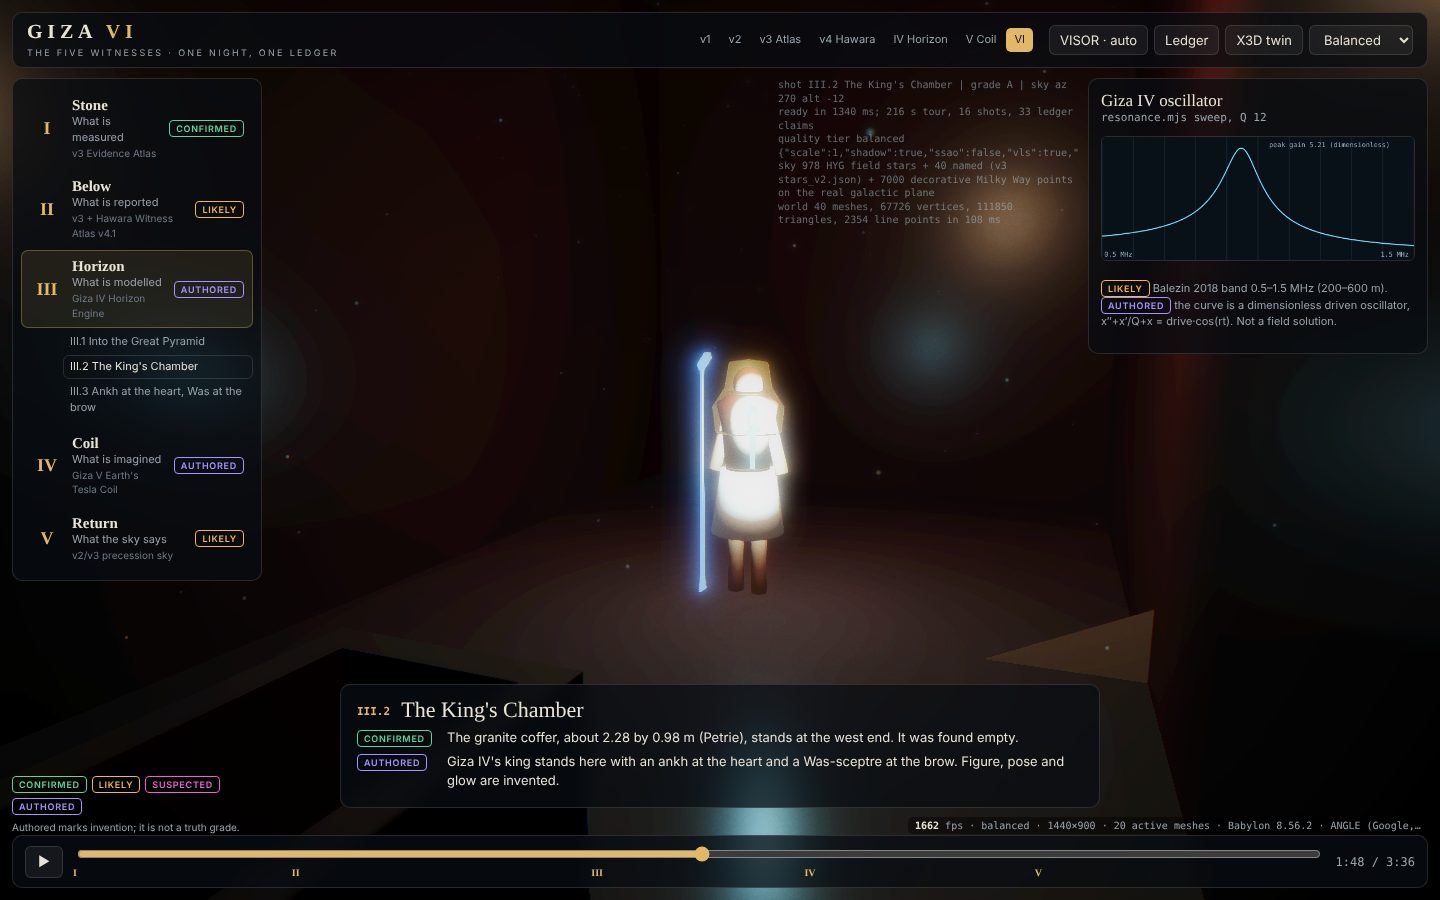 GIZA VI
THE FIVE WITNESSES · ONE NIGHT, ONE LEDGER
v1 v2 v3 Atlas v4 Hawara IV Horizon V Coil VI
VISOR · auto Ledger X3D twin Balanced
I
Stone
What is
measured
v3 Evidence Atlas
CONFIRMED
II
Below
What is reported
v3 + Hawara Witness
Atlas v4.1
LIKELY
III
Horizon
What is modelled
Giza IV Horizon
Engine
AUTHORED
III.1 Into the Great Pyramid
III.2 The King's Chamber
III.3 Ankh at the heart, Was at the
brow
IV
Coil
What is imagined
Giza V Earth's
Tesla Coil
AUTHORED
V
Return
What the sky says
v2/v3 precession sky
LIKELY
shot III.2 The King's Chamber | grade A | sky az
270 alt -12
ready in 1340 ms; 216 s tour, 16 shots, 33 ledger
claims
quality tier balanced
{"scale":1,"shadow":true,"ssao":false,"vls":true,"
sky 978 HYG field stars + 40 named (v3
stars_v2.json) + 7000 decorative Milky Way points
on the real galactic plane
world 40 meshes, 67726 vertices, 111850
triangles, 2354 line points in 108 ms
Giza IV oscillator
resonance.mjs sweep, Q 12
peak gain 5.21 (dimensionless)
0.5 MHz 1.5 MHz
LIKELY Balezin 2018 band 0.5–1.5 MHz (200–600 m).
AUTHORED the curve is a dimensionless driven oscillator,
x″+x′/Q+x = drive·cos(rt). Not a field solution.
III.2 The King's Chamber
CONFIRMED The granite coffer, about 2.28 by 0.98 m (Petrie), stands at the west end. It was found empty.
AUTHORED Giza IV's king stands here with an ankh at the heart and a Was-sceptre at the brow. Figure, pose and
glow are invented.
CONFIRMED LIKELY SUSPECTED
AUTHORED
Authored marks invention; it is not a truth grade.
1662 fps · balanced · 1440×900 · 20 active meshes · Babylon 8.56.2 · ANGLE (Google,…
1:48 / 3:36
I II III IV V